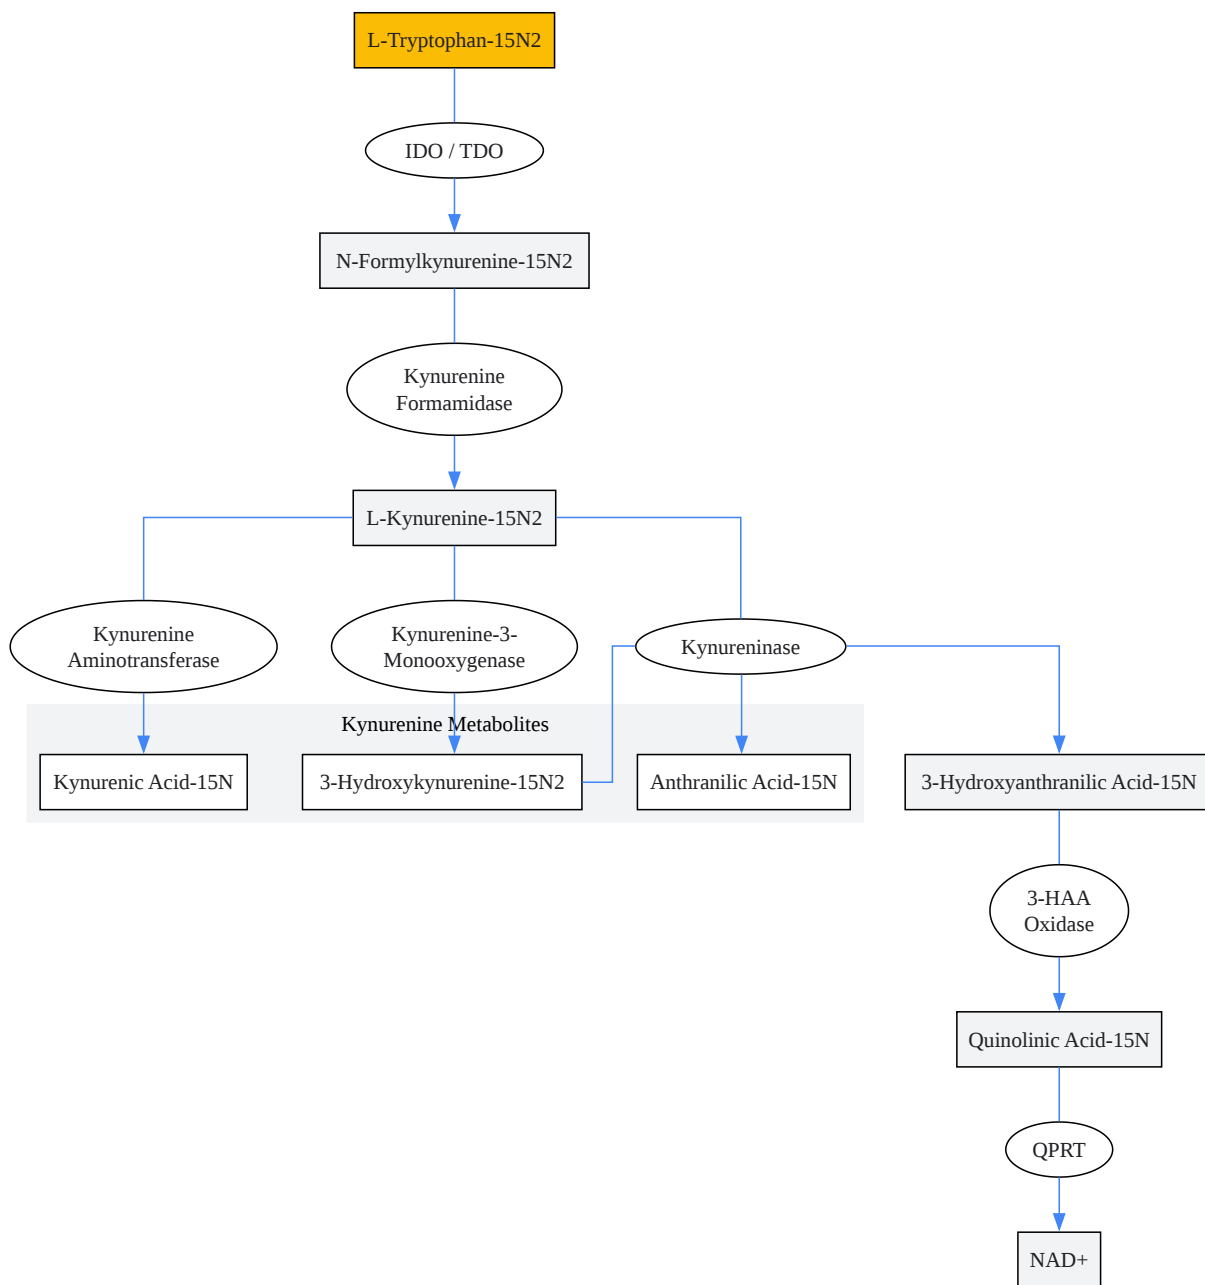 L-Tryptophan-15N2
IDO / TDO
N-Formylkynurenine-15N2
Kynurenine
Formamidase
L-Kynurenine-15N2
Kynurenine
Aminotransferase
Kynurenine-3-
Monooxygenase
Kynureninase
Kynurenine Metabolites
Kynurenic Acid-15N
3-Hydroxykynurenine-15N2
Anthranilic Acid-15N
3-Hydroxyanthranilic Acid-15N
3-HAA
Oxidase
Quinolinic Acid-15N
QPRT
NAD+